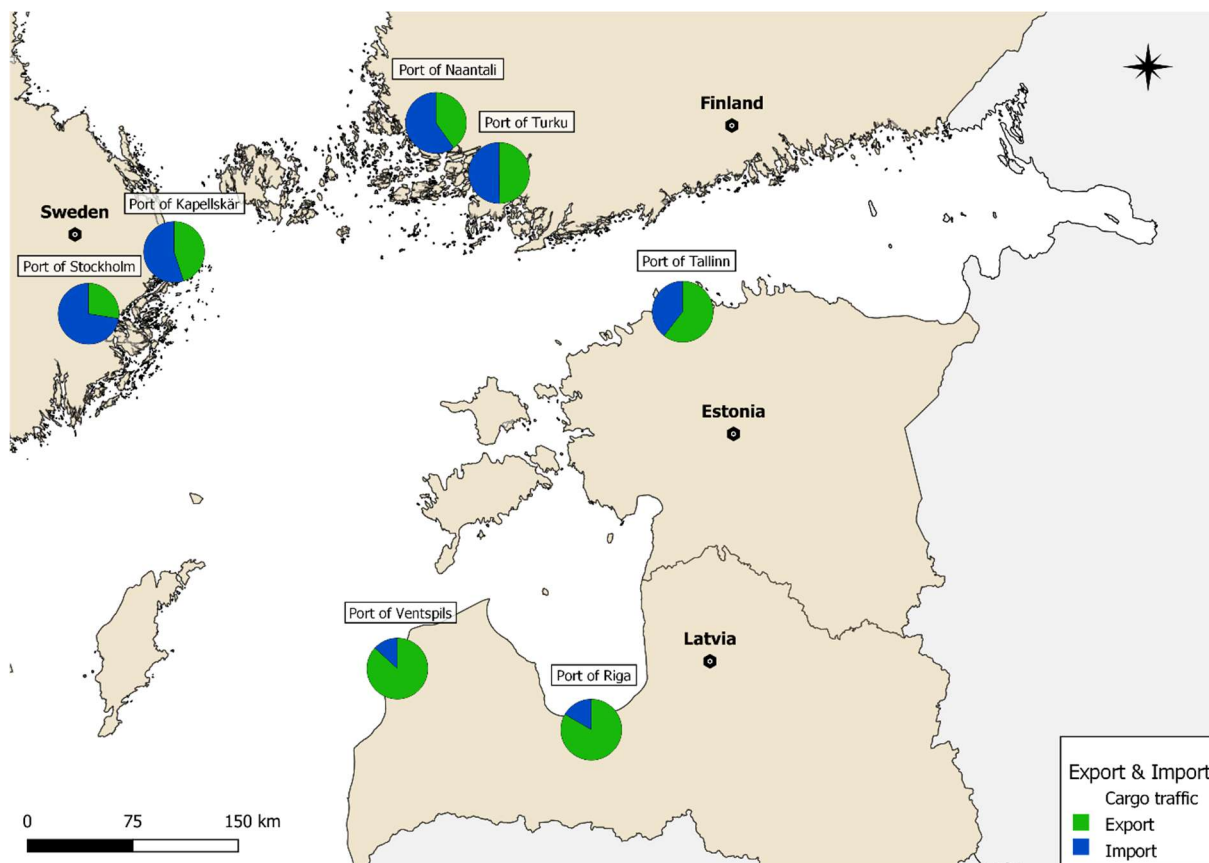 Port of Naantali
Finland
Port of Turku
Port of Kapellskär
Sweden
Port of Stockholm
Port of Tallinn
Estonia
Port of Ventspils
Latvia
Port of Riga
Export & Import
Cargo traffic
Export
Import
0 75 150 km